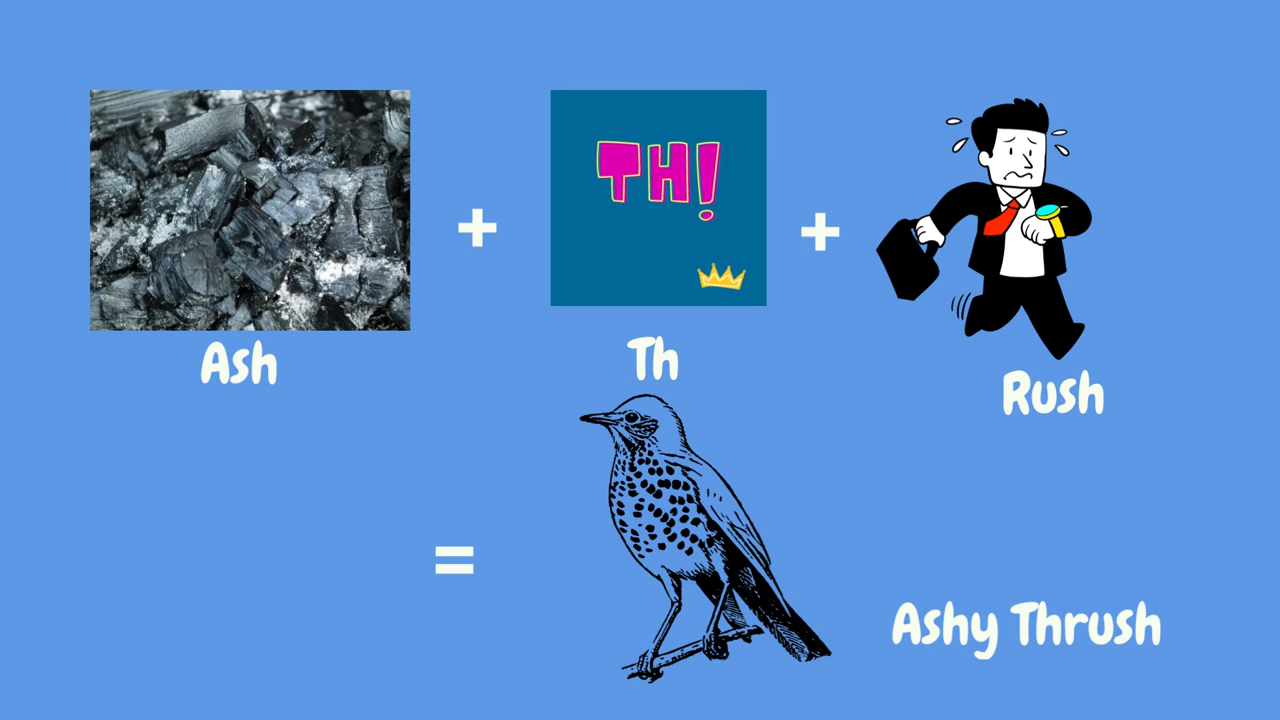 +
TH!
+
Ash
Th
Rush
=
Ashy Thrush